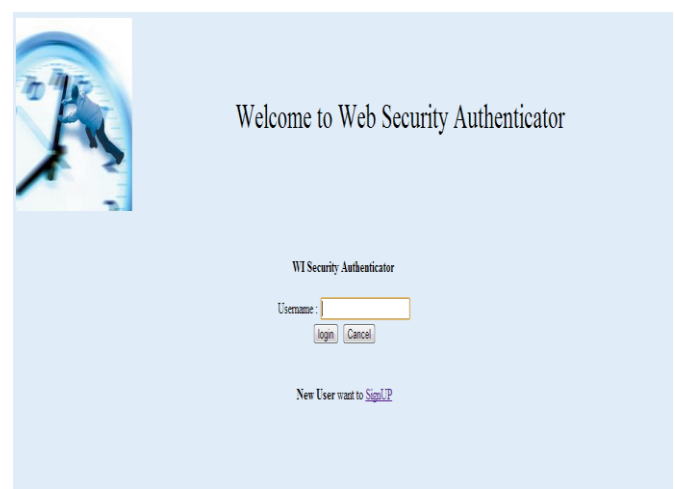 Welcome to Web Security Authenticator
WI Security Authenticator
Username :
login Cancel
New User want to SignUP